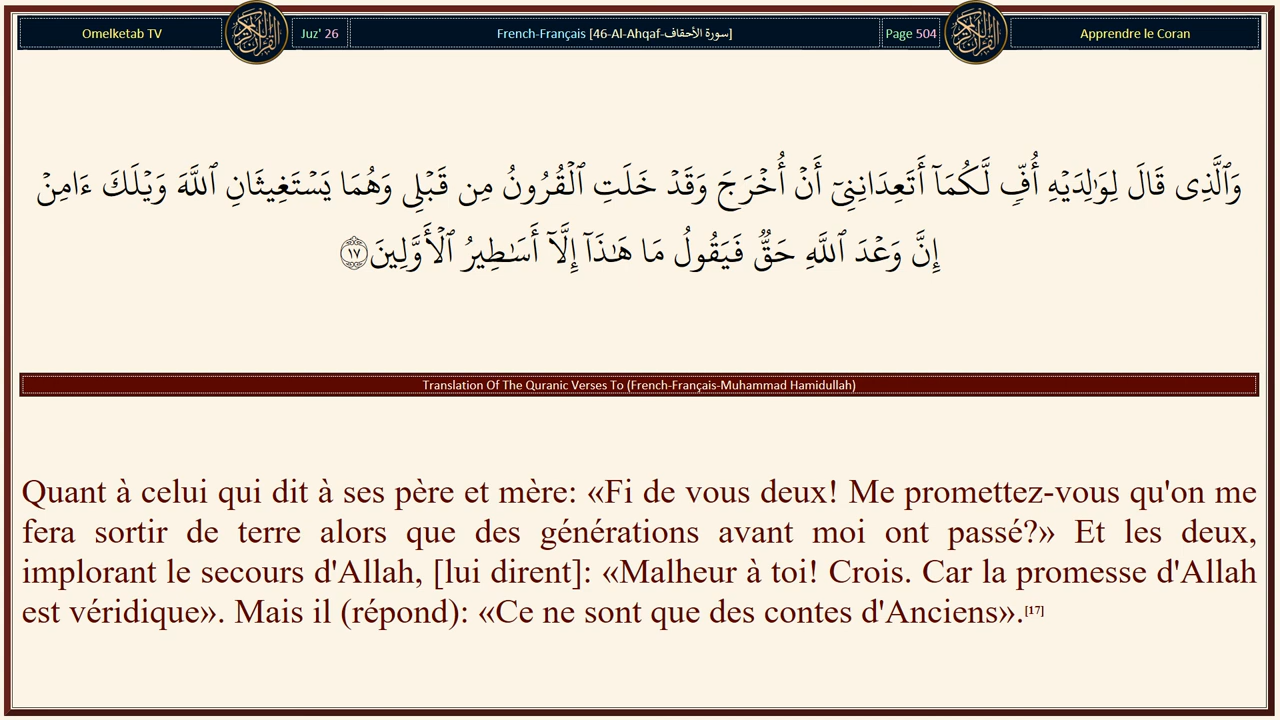 Omelketab TV
Juz' 26
French-Français [46-Al-Ahqaf-سورة الأحقاف]
Page 504
Apprendre le Coran
وَٱلَّذِى قَالَ لِوَٰلِدَيْهِ أُفٍّ لَّكُمَآ أَتَعِدَانِنِىٓ أَنْ أُخْرَجَ وَقَدْ خَلَتِ ٱلْقُرُونُ مِن قَبْلِى وَهُمَا يَسْتَغِيثَانِ ٱللَّهَ وَيْلَكَ ءَامِنْ
إِنَّ وَعْدَ ٱللَّهِ حَقٌّ فَيَقُولُ مَا هَٰذَآ إِلَّآ أَسَٰطِيرُ ٱلْأَوَّلِينَ ١٧
Translation Of The Quranic Verses To (French-Français-Muhammad Hamidullah)
Quant à celui qui dit à ses père et mère: «Fi de vous deux! Me promettez-vous qu'on me
fera sortir de terre alors que des générations avant moi ont passé?» Et les deux,
implorant le secours d'Allah, [lui dirent]: «Malheur à toi! Crois. Car la promesse d'Allah
est véridique». Mais il (répond): «Ce ne sont que des contes d'Anciens».[17]